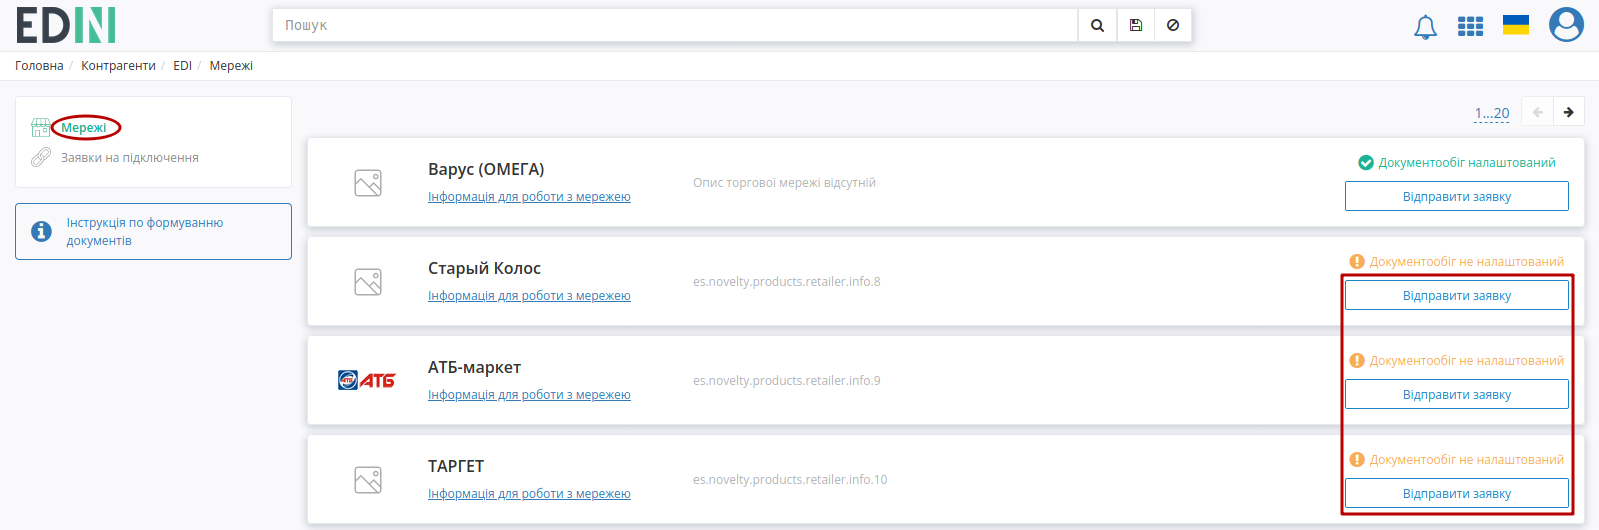 EDIN
Пошук
Головна / Контрагенти / EDI / Мережі
Мережі
Заявки на підключення
Інструкція по формуванню
документів
1...20
Варус (ОМЕГА)
Інформація для роботи з мережею
Опис торгової мережі відсутній
Документообіг налаштований
Відправити заявку
Старый Колос
Інформація для роботи з мережею
es.novelty.products.retailer.info.8
Документообіг не налаштований
Відправити заявку
АТБ АТБ
АТБ-маркет
Інформація для роботи з мережею
es.novelty.products.retailer.info.9
Документообіг не налаштований
Відправити заявку
ТАРГЕТ
Інформація для роботи з мережею
es.novelty.products.retailer.info.10
Документообіг не налаштований
Відправити заявку